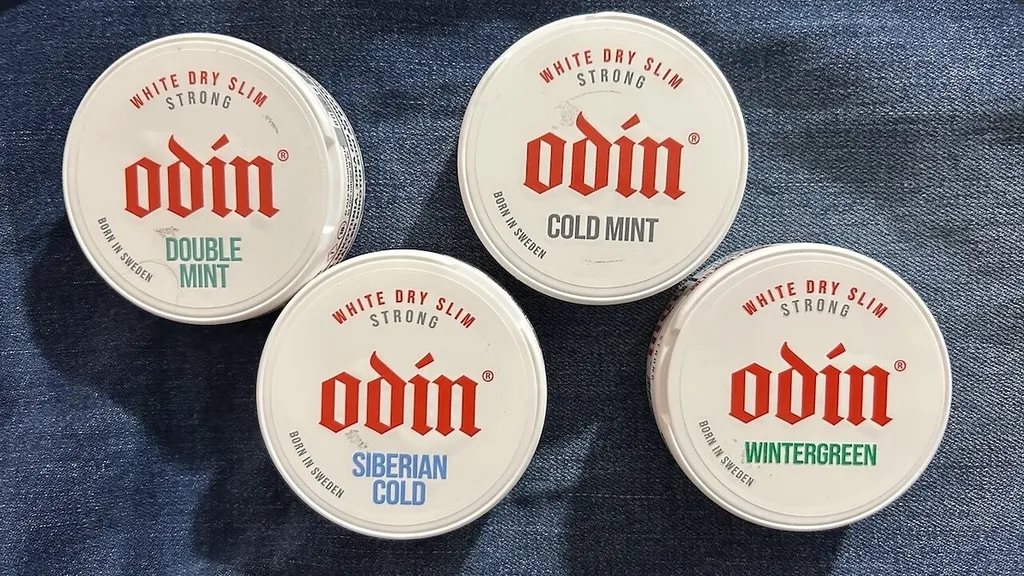 WHITE DRY SLIM
STRONG
odín®
BORN IN SWEDEN
DOUBLE
MINT
WHITE DRY SLIM
STRONG
odín®
BORN IN SWEDEN
COLD MINT
WHITE DRY SLIM
STRONG
odín®
BORN IN SWEDEN
SIBERIAN
COLD
WHITE DRY SLIM
STRONG
odín®
BORN IN SWEDEN
WINTERGREEN